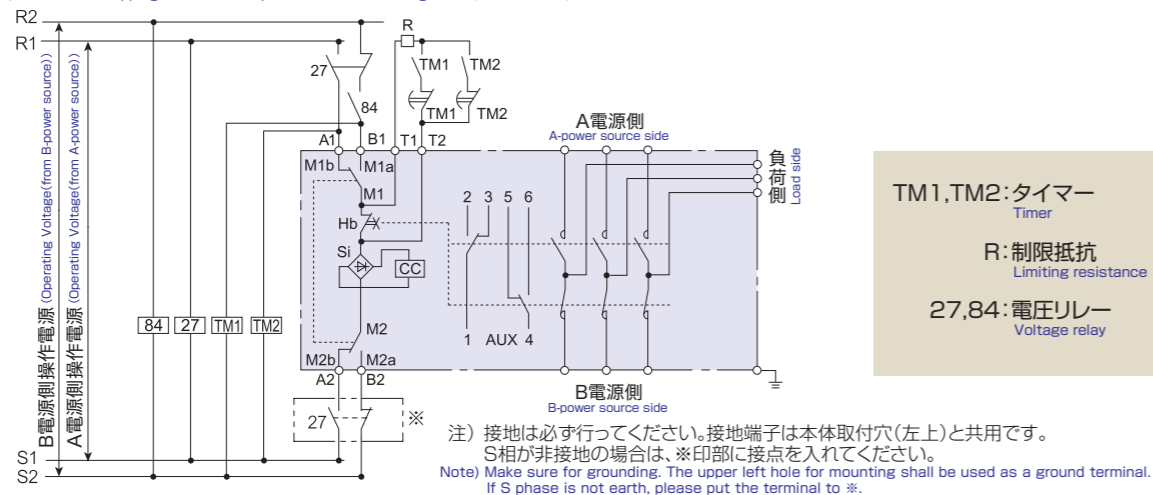 R2
R1
B電源側操作電源 (Operating Voltage(from B-power source))
A電源側操作電源 (Operating Voltage(from A-power source))
27
84
R
TM1
TM2
TM1
TM2
A1
B1
T1
T2
A電源側
A-power source side
M1b
M1a
M1
Hb
Si
CC
2 3 5 6
負荷側
Load side
84
27
TM1
TM2
M2
1 AUX 4
M2b
M2a
A2
B2
B電源側
B-power source side
27
※
S1
S2
TM1,TM2:タイマー
Timer
R:制限抵抗
Limiting resistance
27,84:電圧リレー
Voltage relay
注) 接地は必ず行ってください。接地端子は本体取付穴(左上)と共用です。
S相が非接地の場合は、※印部に接点を入れてください。
Note) Make sure for grounding. The upper left hole for mounting shall be used as a ground terminal.
If S phase is not earth, please put the terminal to ※.